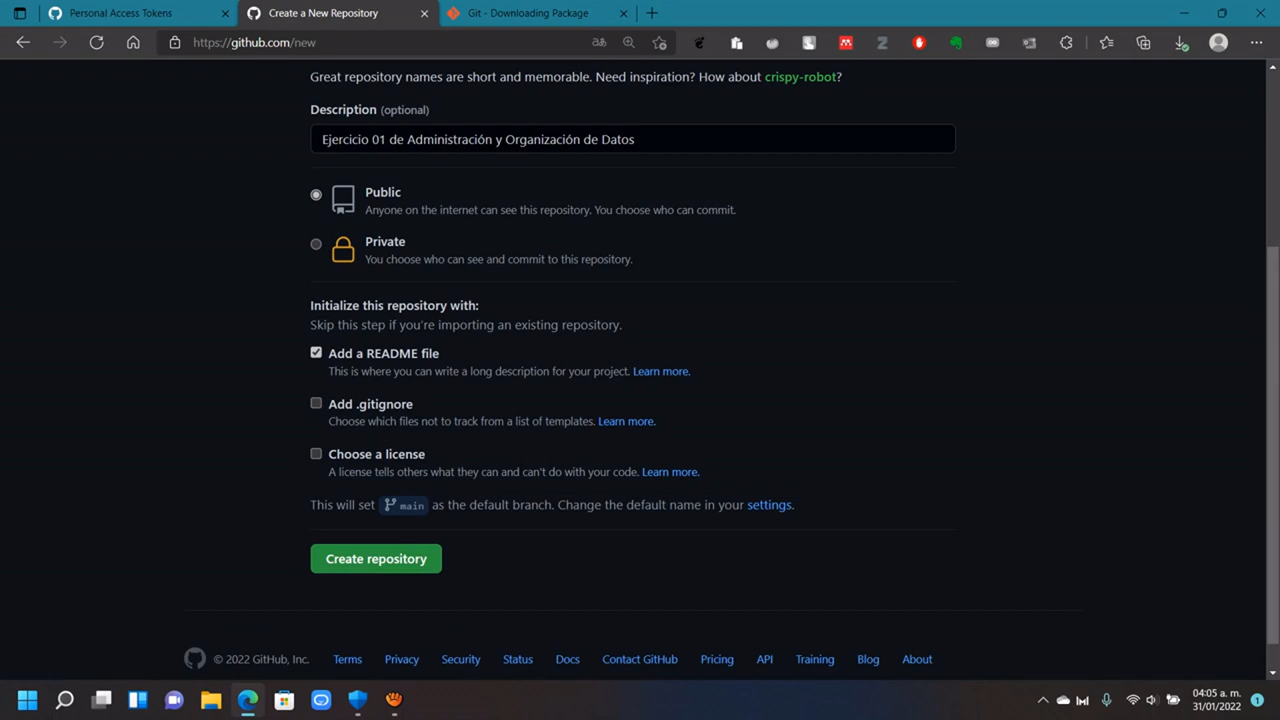 Personal Access Tokens
Create a New Repository
Git - Downloading Package
https://github.com/new
Great repository names are short and memorable. Need inspiration? How about crispy-robot?
Description (optional)
Ejercicio 01 de Administración y Organización de Datos
Public
Anyone on the internet can see this repository. You choose who can commit.
Private
You choose who can see and commit to this repository.
Initialize this repository with:
Skip this step if you're importing an existing repository.
Add a README file
This is where you can write a long description for your project. Learn more.
Add .gitignore
Choose which files not to track from a list of templates. Learn more.
Choose a license
A license tells others what they can and can't do with your code. Learn more.
This will set main as the default branch. Change the default name in your settings.
Create repository
© 2022 GitHub, Inc. Terms Privacy Security Status Docs Contact GitHub Pricing API Training Blog About
04:05 a. m.
31/01/2022
1